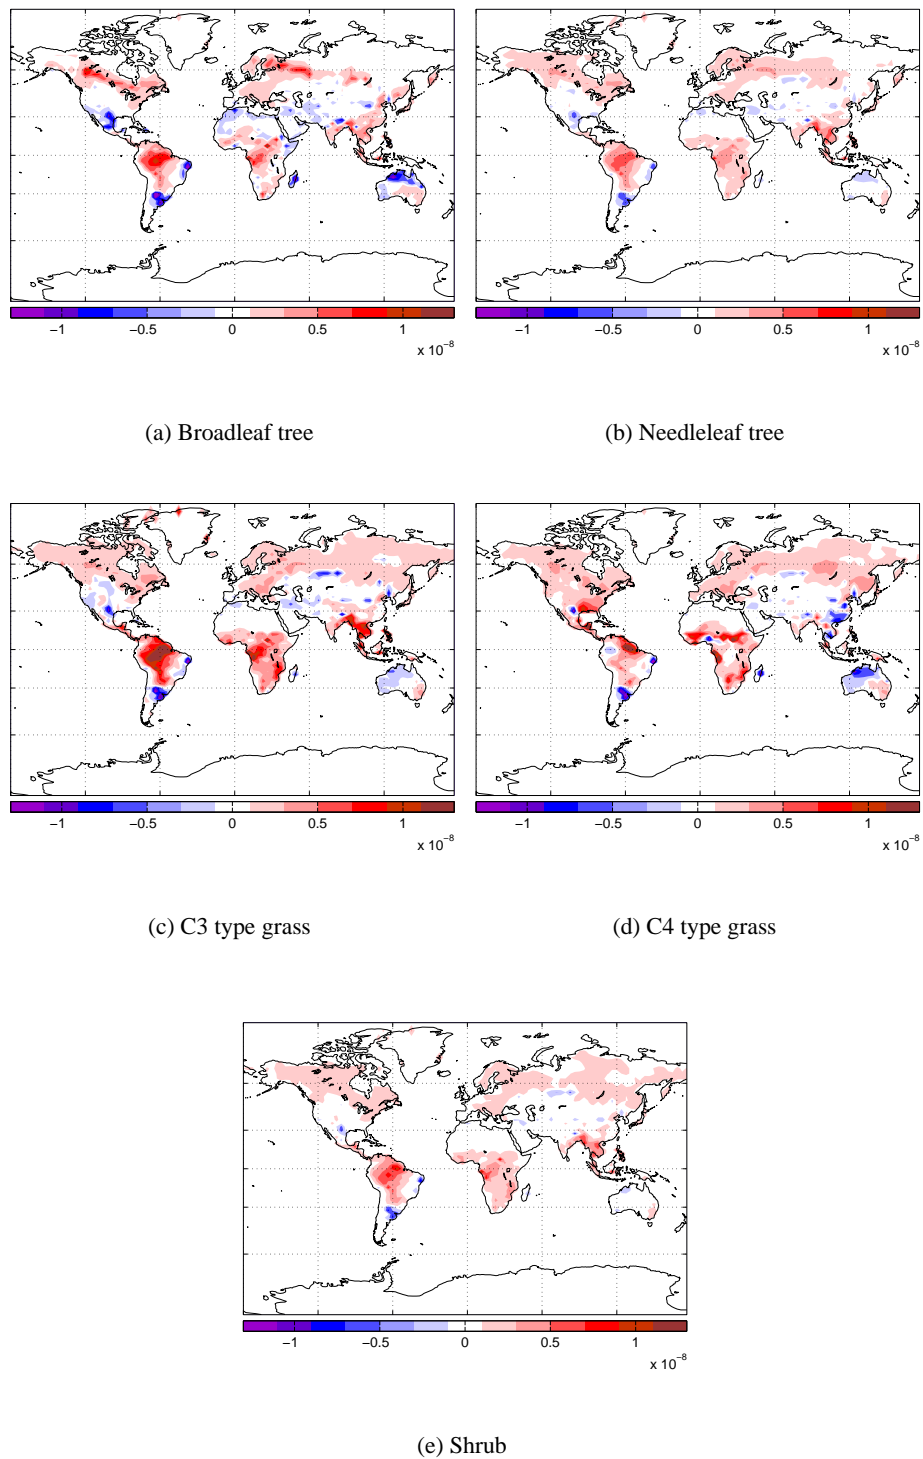 −1 −0.5 0 0.5 1
x 10⁻⁸
−1 −0.5 0 0.5 1
x 10⁻⁸
(a) Broadleaf tree
(b) Needleleaf tree
−1 −0.5 0 0.5 1
x 10⁻⁸
−1 −0.5 0 0.5 1
x 10⁻⁸
(c) C3 type grass
(d) C4 type grass
−1 −0.5 0 0.5 1
x 10⁻⁸
(e) Shrub